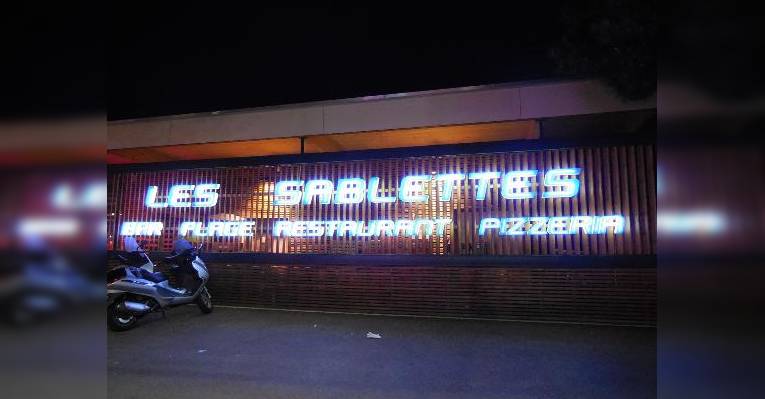 LES SABLETTES
BAR PLAGE RESTAURANT PIZZERIA